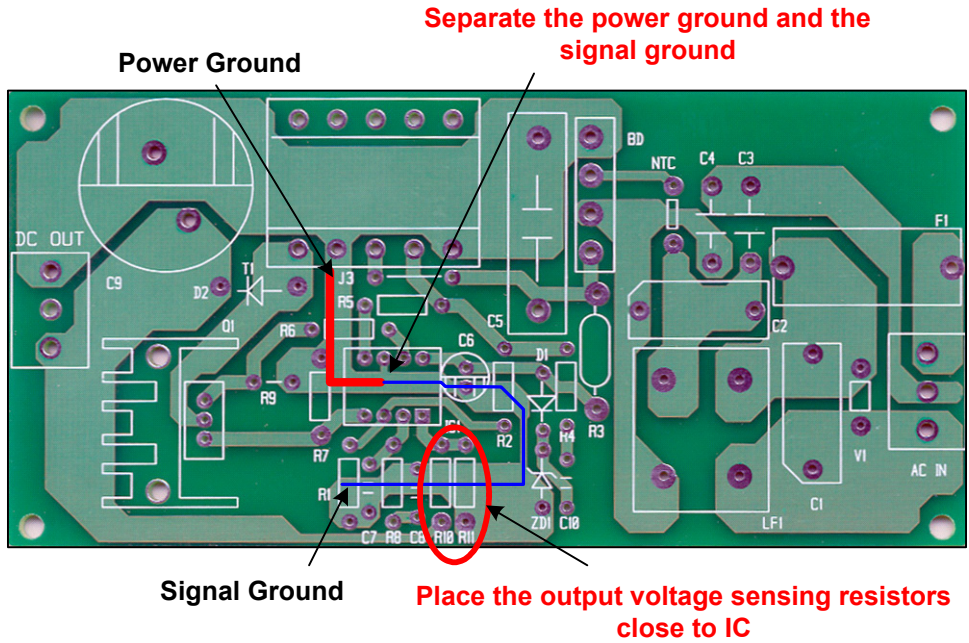 Separate the power ground and the
signal ground
Power Ground
BD
NTC
C4
C3
F1
DC OUT
C9
T1
D2
J3
R5
C5
C2
Q1
R6
C6
D1
R9
IC1
R2
R4
R3
R7
V1
AC IN
R1
C7
R8
C8
R10
R11
ZD1
C10
LF1
C1
Signal Ground
Place the output voltage sensing resistors
close to IC